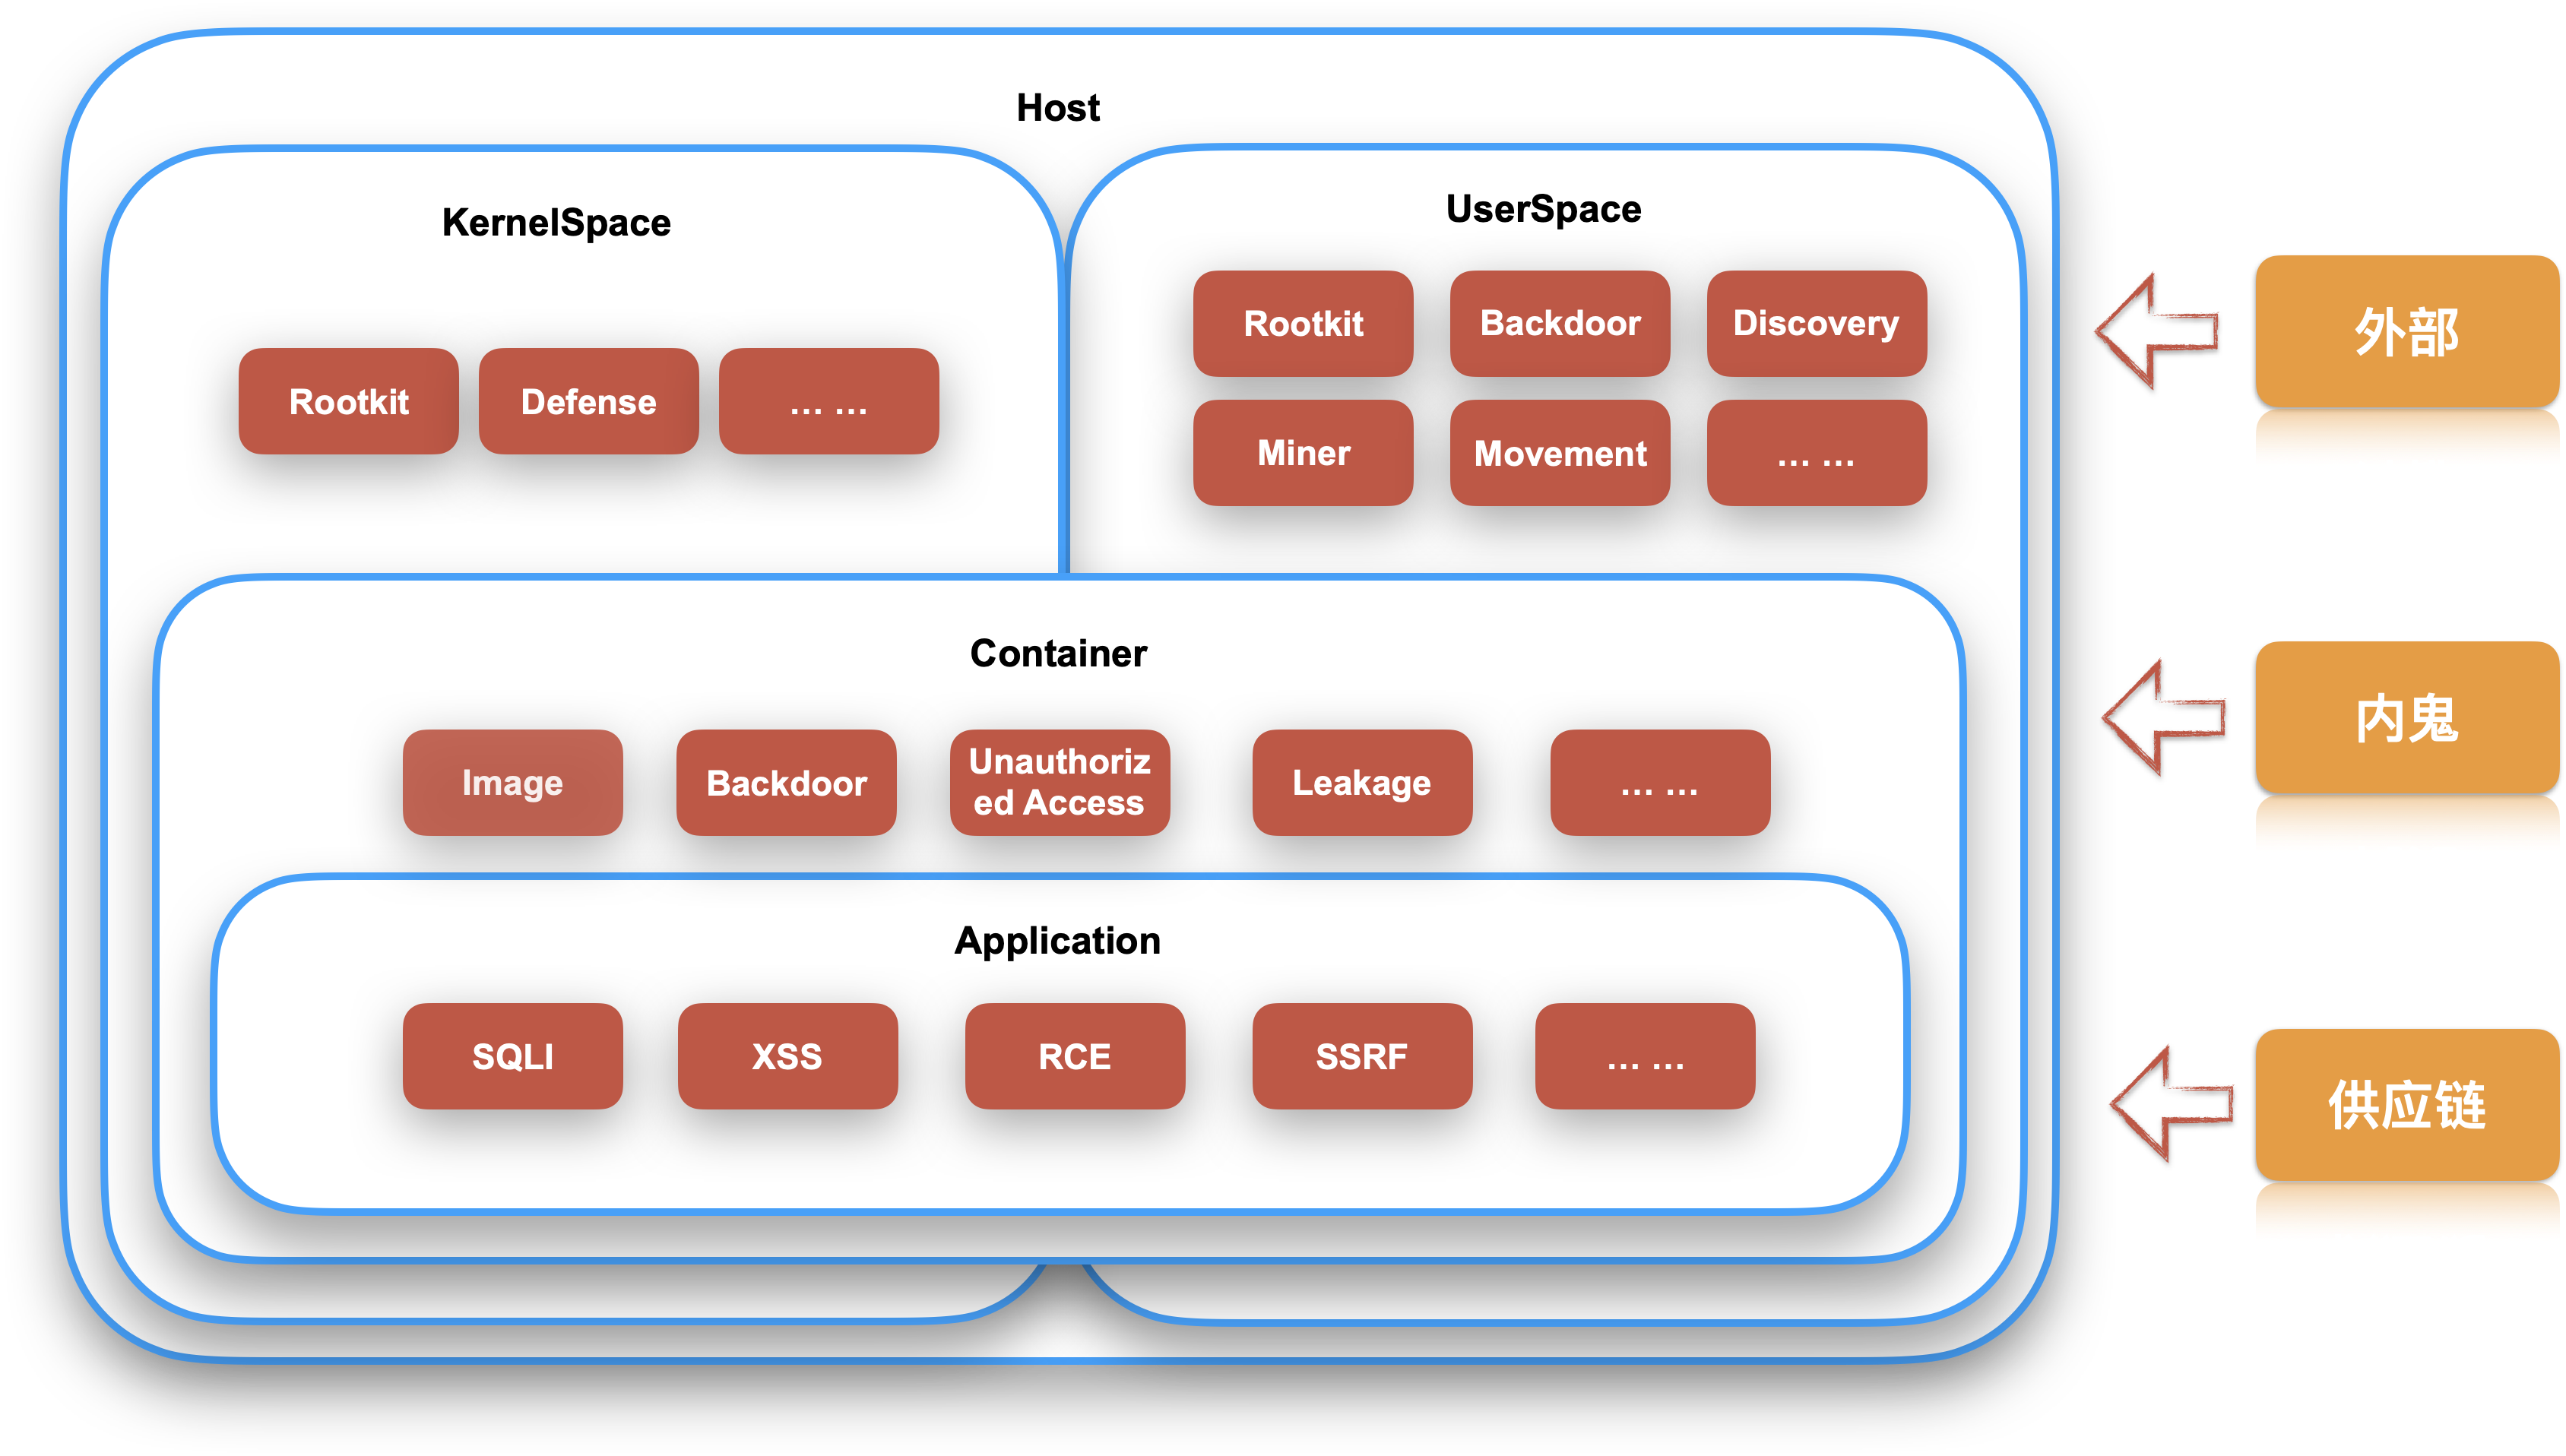 Host
KernelSpace
Rootkit
Defense
... ...
UserSpace
Rootkit
Backdoor
Discovery
Miner
Movement
... ...
Container
Image
Backdoor
Unauthoriz
ed Access
Leakage
... ...
Application
SQLI
XSS
RCE
SSRF
... ...
外部
内鬼
供应链